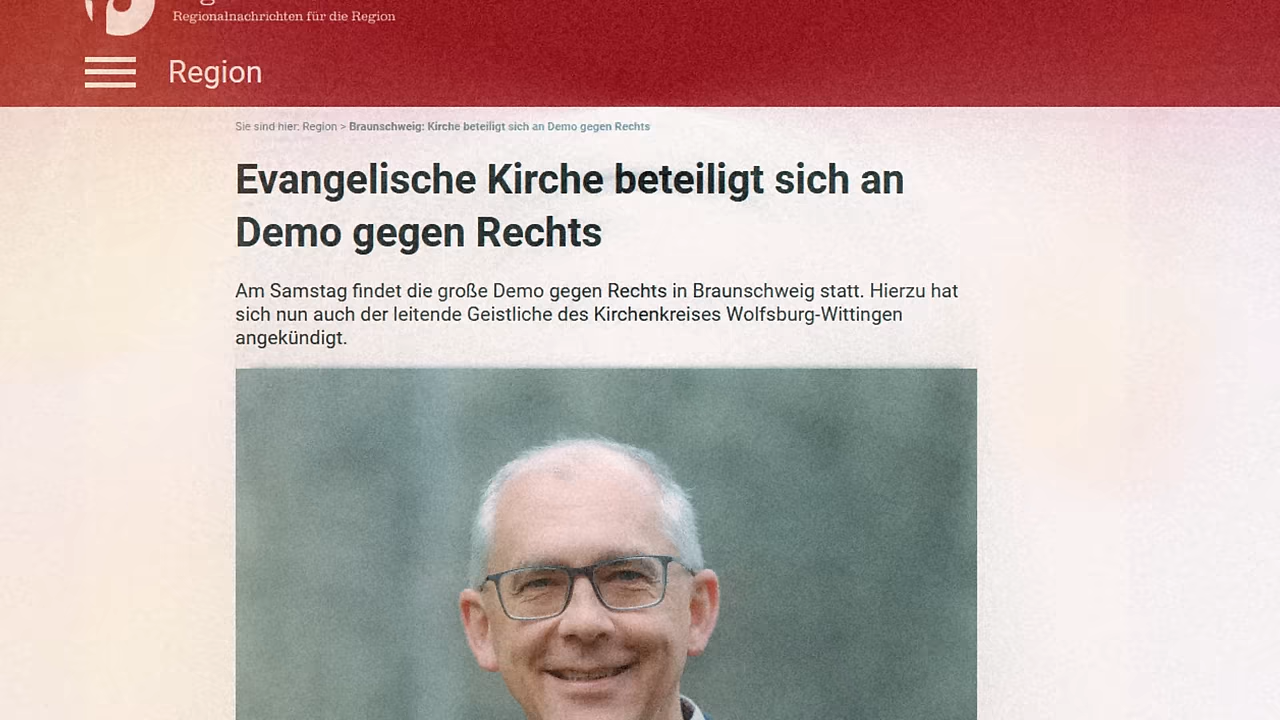 Regionalnachrichten für die Region
Region
Sie sind hier: Region > Braunschweig: Kirche beteiligt sich an Demo gegen Rechts
Evangelische Kirche beteiligt sich an
Demo gegen Rechts
Am Samstag findet die große Demo gegen Rechts in Braunschweig statt. Hierzu hat
sich nun auch der leitende Geistliche des Kirchenkreises Wolfsburg-Wittingen
angekündigt.